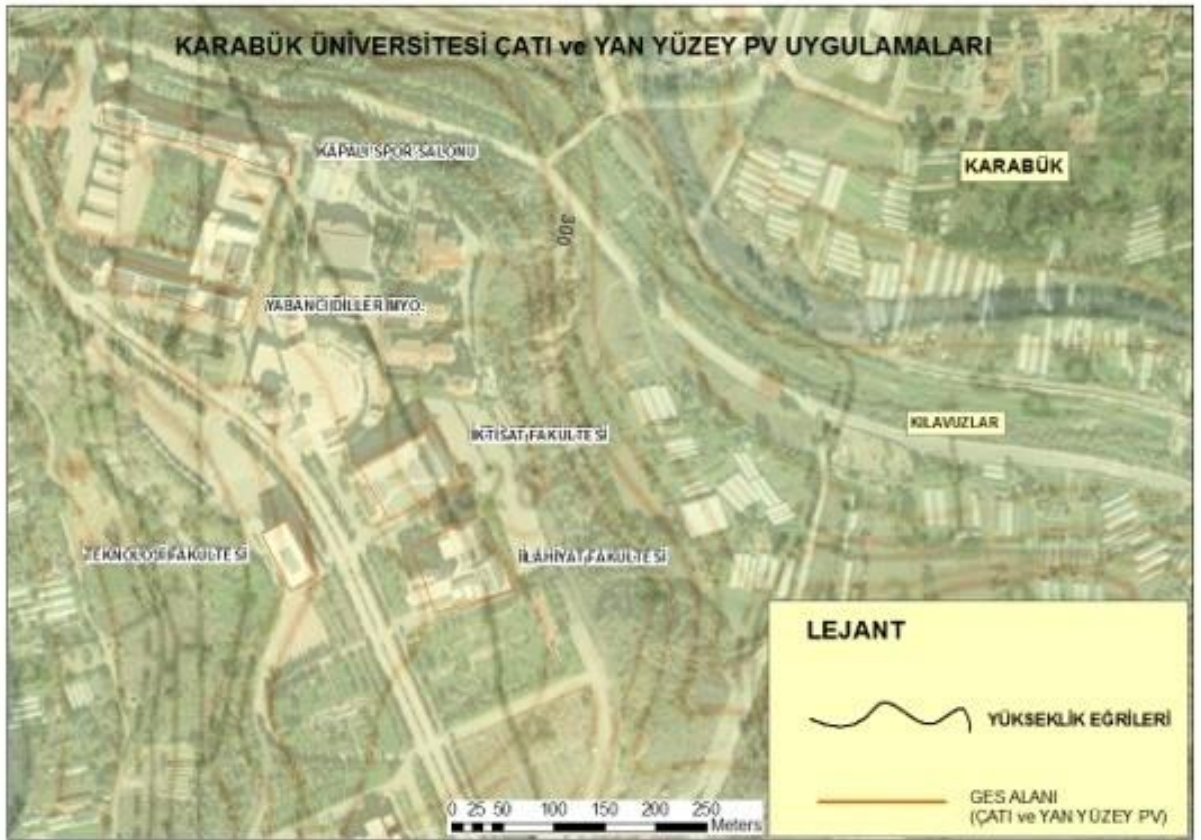 KARABÜK ÜNİVERSİTESİ ÇATI ve YAN YÜZEY PV UYGULAMALARI
KAPALI SPOR SALONU
KARABÜK
300
YABANCI DİLLER MYO.
KILAVUZLAR
İKTİSAT FAKÜLTESİ
TEKNOLOJİ FAKÜLTESİ
İLAHİYAT FAKÜLTESİ
LEJANT
YÜKSEKLİK EĞRİLERİ
GES ALANI
(ÇATI ve YAN YÜZEY PV)
0 25 50 100 150 200 250
Meters